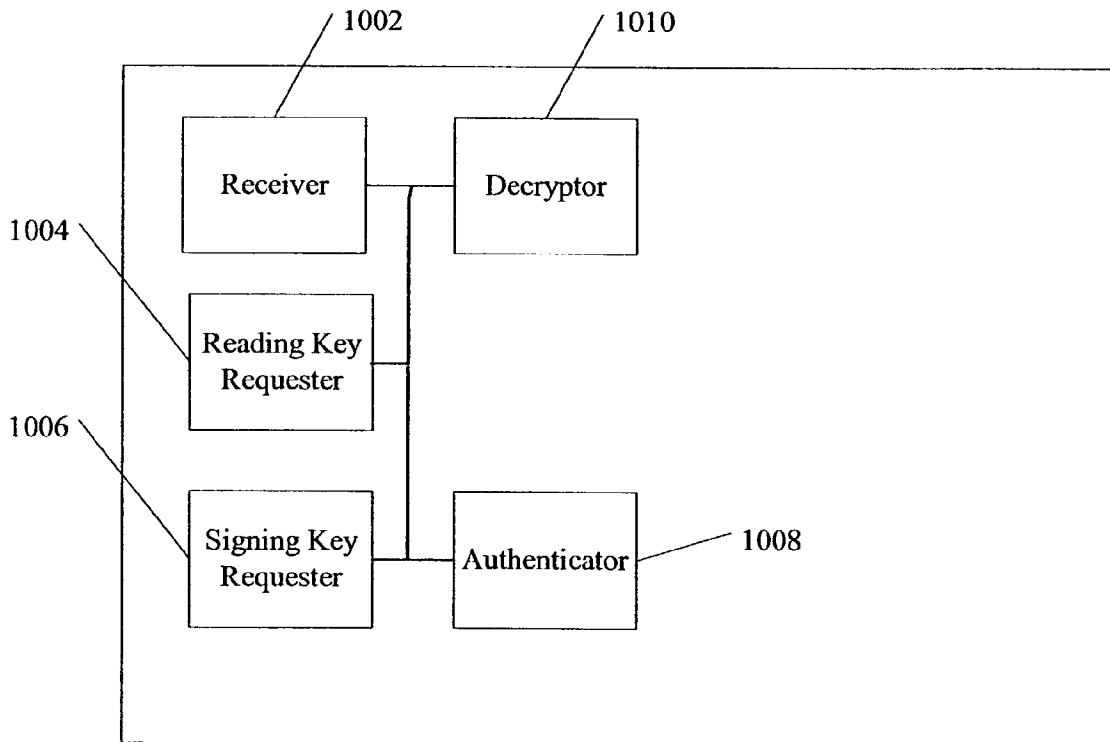 1002
1010
Receiver
Decryptor
1004
Reading Key
Requester
1006
Signing Key
Requester
Authenticator
1008